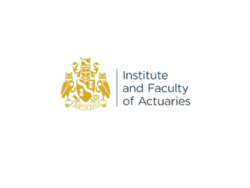 Institute
and Faculty
of Actuaries